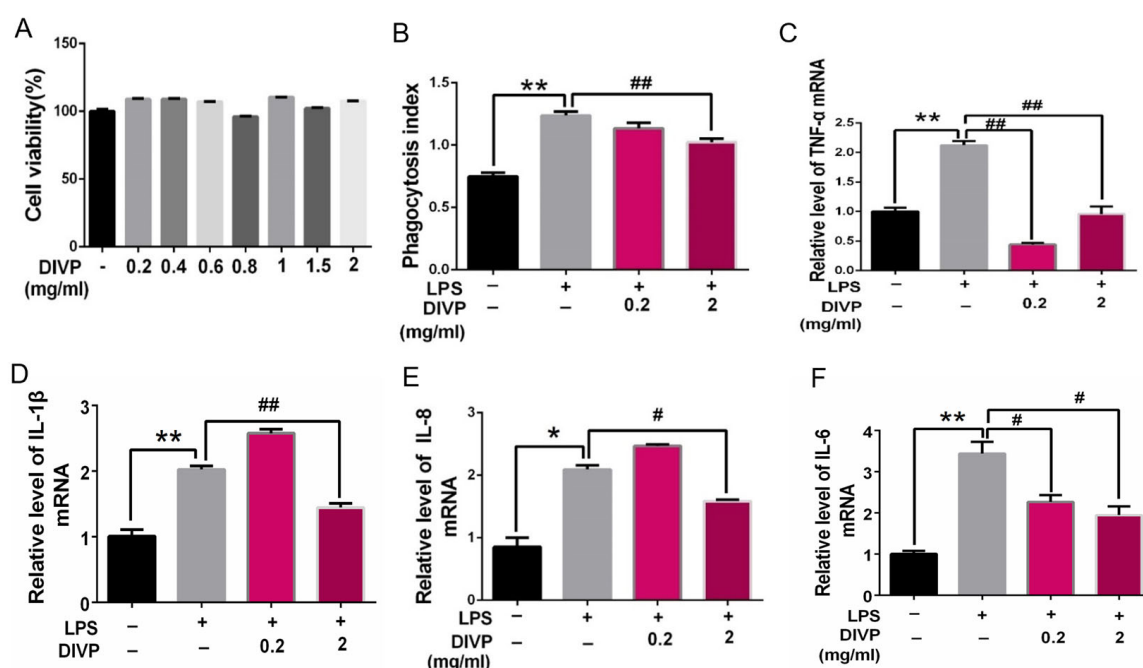 A
Cell viability(%)
150
100
50
0
DIVP - 0.2 0.4 0.6 0.8 1 1.5 2
(mg/ml)
B
Phagocytosis index
1.5
1.0
0.5
0.0
** ##
LPS – + + +
DIVP – – 0.2 2
(mg/ml)
C
Relative level of TNF-α mRNA
2.5
2.0
1.5
1.0
0.5
0.0
** ## ##
LPS – + + +
DIVP – – 0.2 2
(mg/ml)
D
Relative level of IL-1β
mRNA
3
2
1
0
** ##
LPS – + + +
DIVP – – 0.2 2
E
Relative level of IL-8
mRNA
3
2
1
0
* #
LPS – + + +
DIVP – – 0.2 2
(mg/ml)
F
Relative level of IL-6
mRNA
4
3
2
1
0
** # #
LPS – + + +
DIVP – – 0.2 2
(mg/ml)